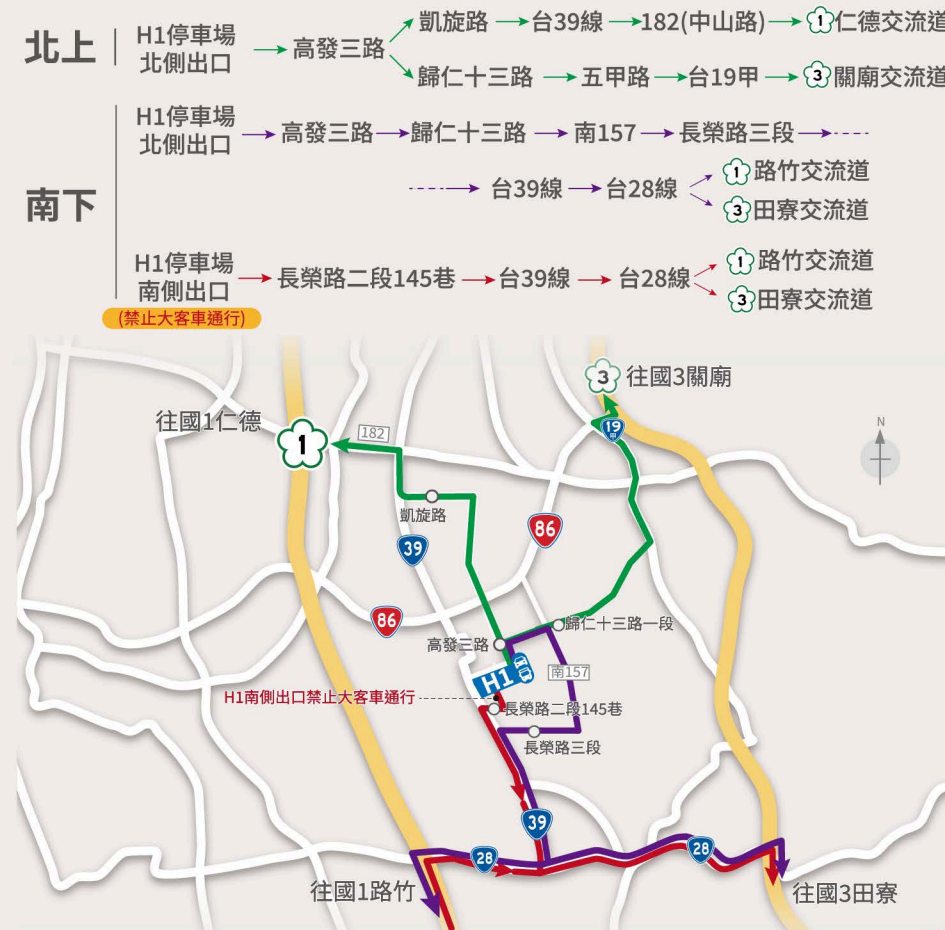 北上
H1停車場
北側出口
高發三路
凱旋路 台39線 182(中山路) 1 仁德交流道
歸仁十三路 五甲路 台19甲 3 關廟交流道
南下
H1停車場
北側出口
高發三路 歸仁十三路 南157 長榮路三段
台39線 台28線
1 路竹交流道
3 田寮交流道
H1停車場
南側出口
(禁止大客車通行)
長榮路二段145巷 台39線 台28線
1 路竹交流道
3 田寮交流道
3 往國3關廟
往國1仁德
1
182
19
甲
N
凱旋路
39
86
86
高發三路
歸仁十三路一段
H1
南157
H1南側出口禁止大客車通行
長榮路二段145巷
長榮路三段
39
28
28
往國1路竹
往國3田寮